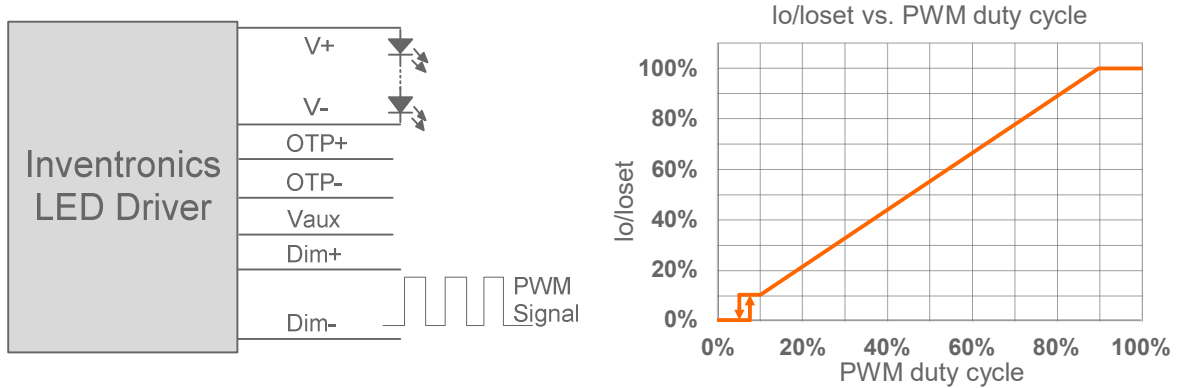 Inventronics
LED Driver
V+
V-
OTP+
OTP-
Vaux
Dim+
Dim-
PWM
Signal
Io/Ioset vs. PWM duty cycle
Io/Ioset
100%
80%
60%
40%
20%
0%
0% 20% 40% 60% 80% 100%
PWM duty cycle